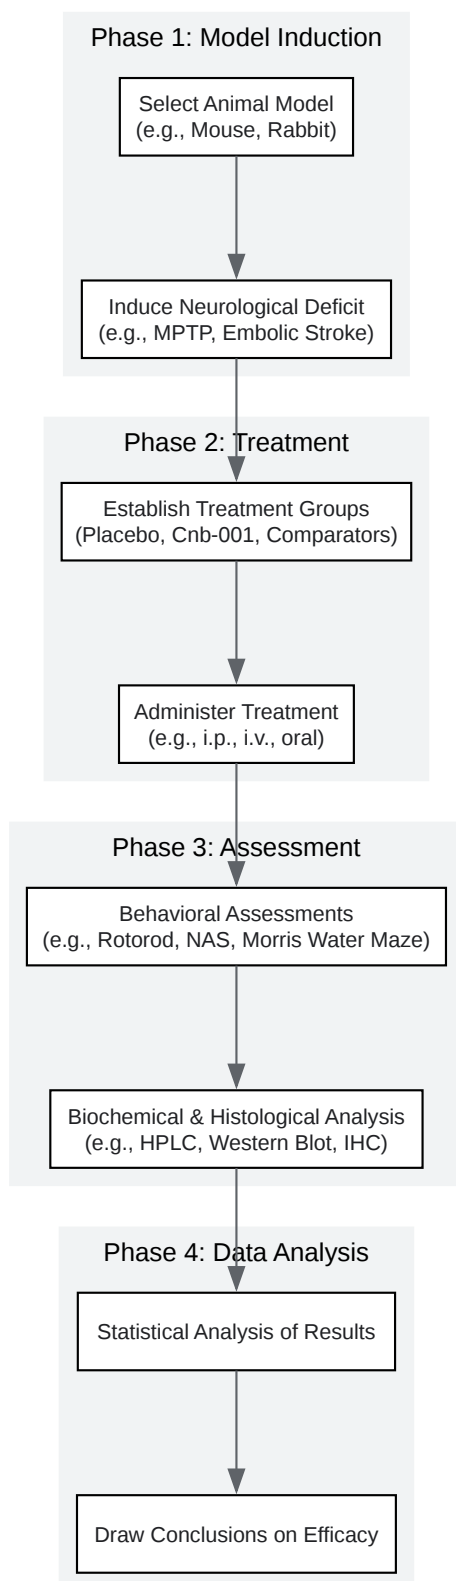 Phase 1: Model Induction
Select Animal Model
(e.g., Mouse, Rabbit)
Induce Neurological Deficit
(e.g., MPTP, Embolic Stroke)
Phase 2: Treatment
Establish Treatment Groups
(Placebo, Cnb-001, Comparators)
Administer Treatment
(e.g., i.p., i.v., oral)
Phase 3: Assessment
Behavioral Assessments
(e.g., Rotorod, NAS, Morris Water Maze)
Biochemical & Histological Analysis
(e.g., HPLC, Western Blot, IHC)
Phase 4: Data Analysis
Statistical Analysis of Results
Draw Conclusions on Efficacy